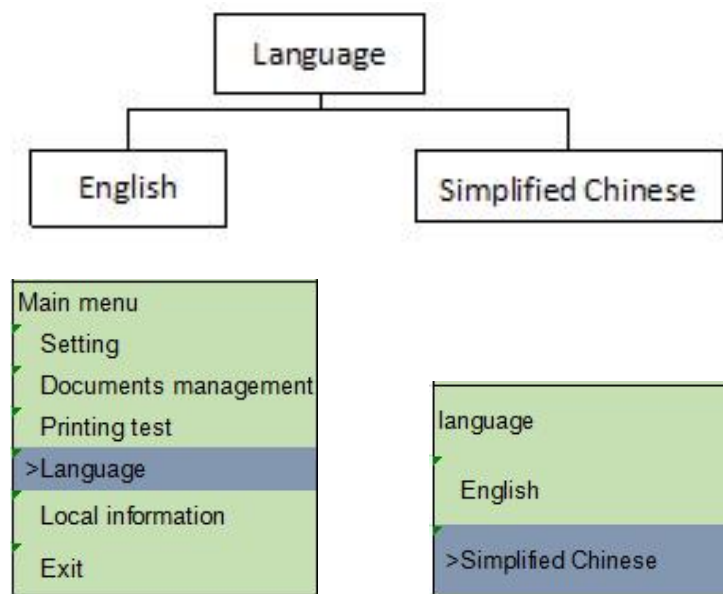 Language
English
Simplified Chinese
Main menu
Setting
Documents management
Printing test
>Language
Local information
Exit
language
English
>Simplified Chinese